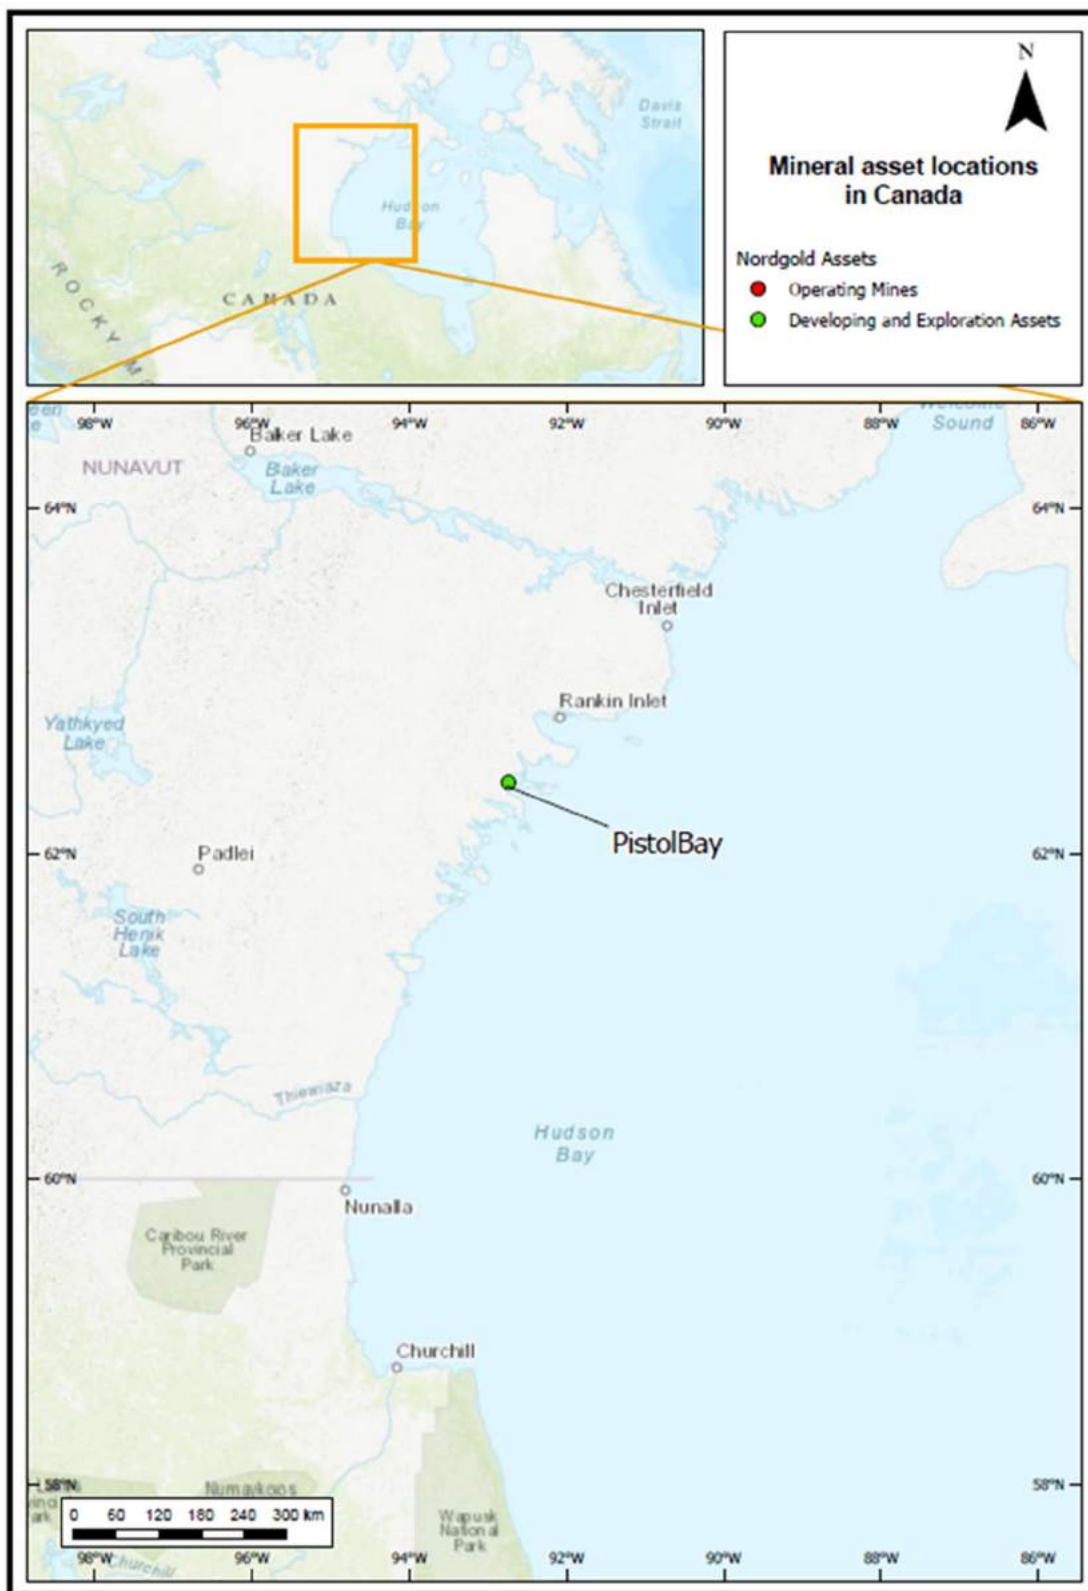 Davis
Strait
Hudson
Bay
CANADA
ROCKY M
N
Mineral asset locations
in Canada
Nordgold Assets
Operating Mines
Developing and Exploration Assets
98°W 96°W 94°W 92°W 90°W 88°W 86°W
Sound
Baker Lake
NUNAVUT
Baker
Lake
64°N 64°N
Chesterfield
Inlet
Rankin Inlet
Yathkyed
Lake
PistolBay
62°N 62°N
Padlei
South
Henik
Lake
Thlewiaza
Hudson
Bay
60°N 60°N
Nunalla
Caribou River
Provincial
Park
Churchill
58°N 58°N
Numaykoos
0 60 120 180 240 300 km
Wapusk
National
Park
98°W 96°W 94°W 92°W 90°W 88°W 86°W
Churchill